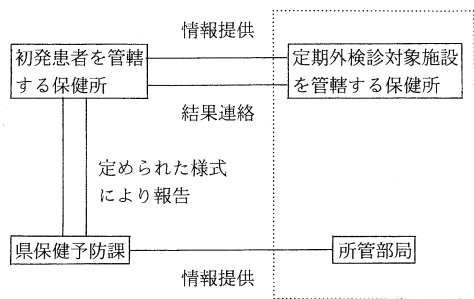 情報提供
初発患者を管轄
する保健所
定期外検診対象施設
を管轄する保健所
結果連絡
定められた様式
により報告
県保健予防課
所管部局
情報提供